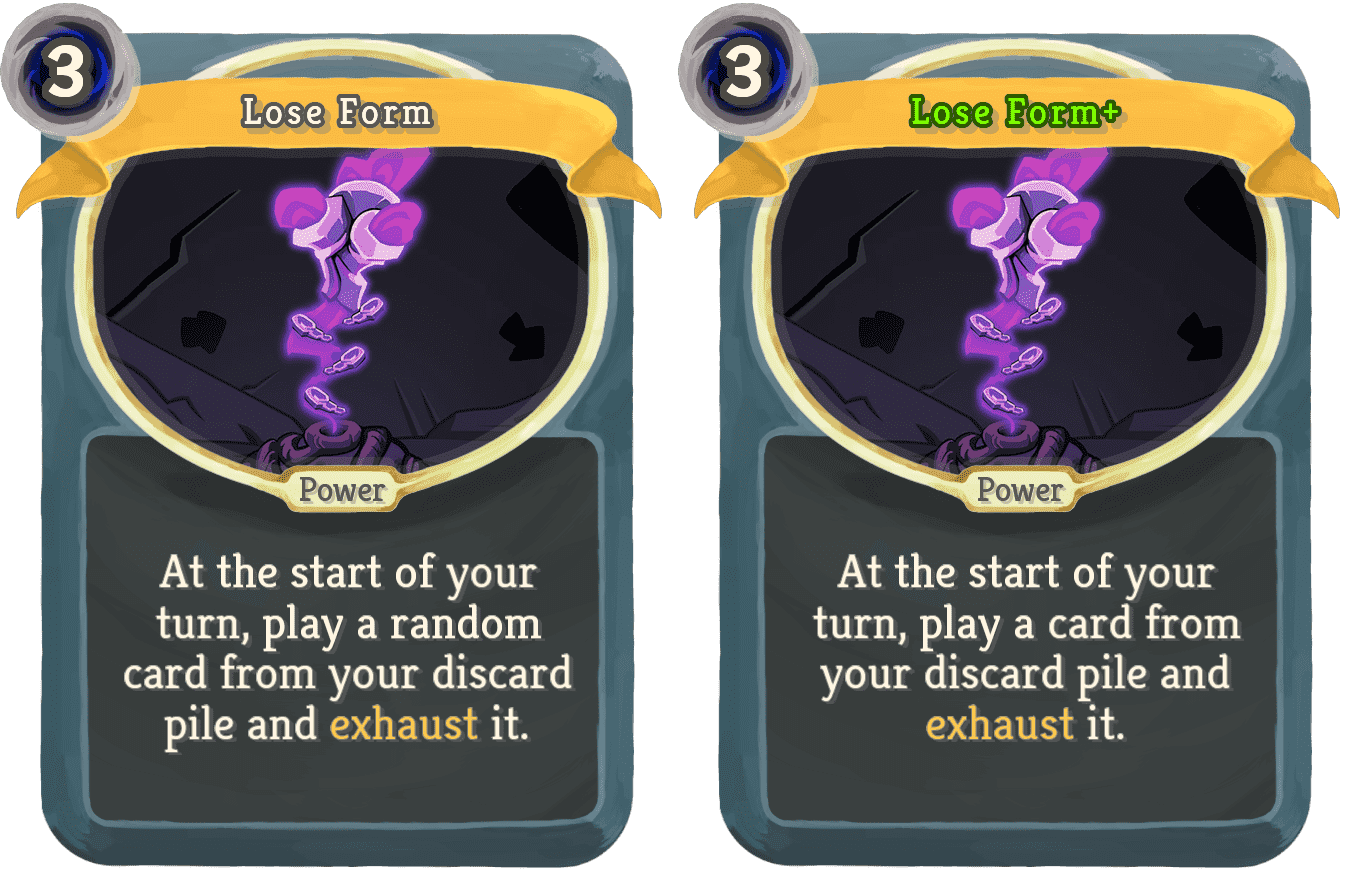 3
Lose Form
Power
At the start of your
turn, play a random
card from your discard
pile and exhaust it.
3
Lose Form+
Power
At the start of your
turn, play a card from
your discard pile and
exhaust it.